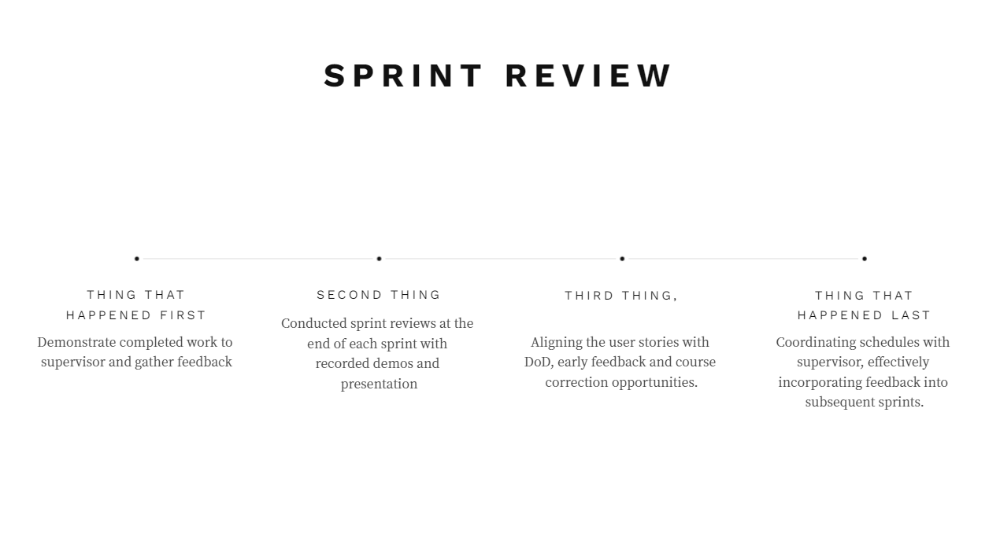 SPRINT REVIEW
THING THAT
HAPPENED FIRST
Demonstrate completed work to
supervisor and gather feedback
SECOND THING
Conducted sprint reviews at the
end of each sprint with
recorded demos and
presentation
THIRD THING,
Aligning the user stories with
DoD, early feedback and course
correction opportunities.
THING THAT
HAPPENED LAST
Coordinating schedules with
supervisor, effectively
incorporating feedback into
subsequent sprints.